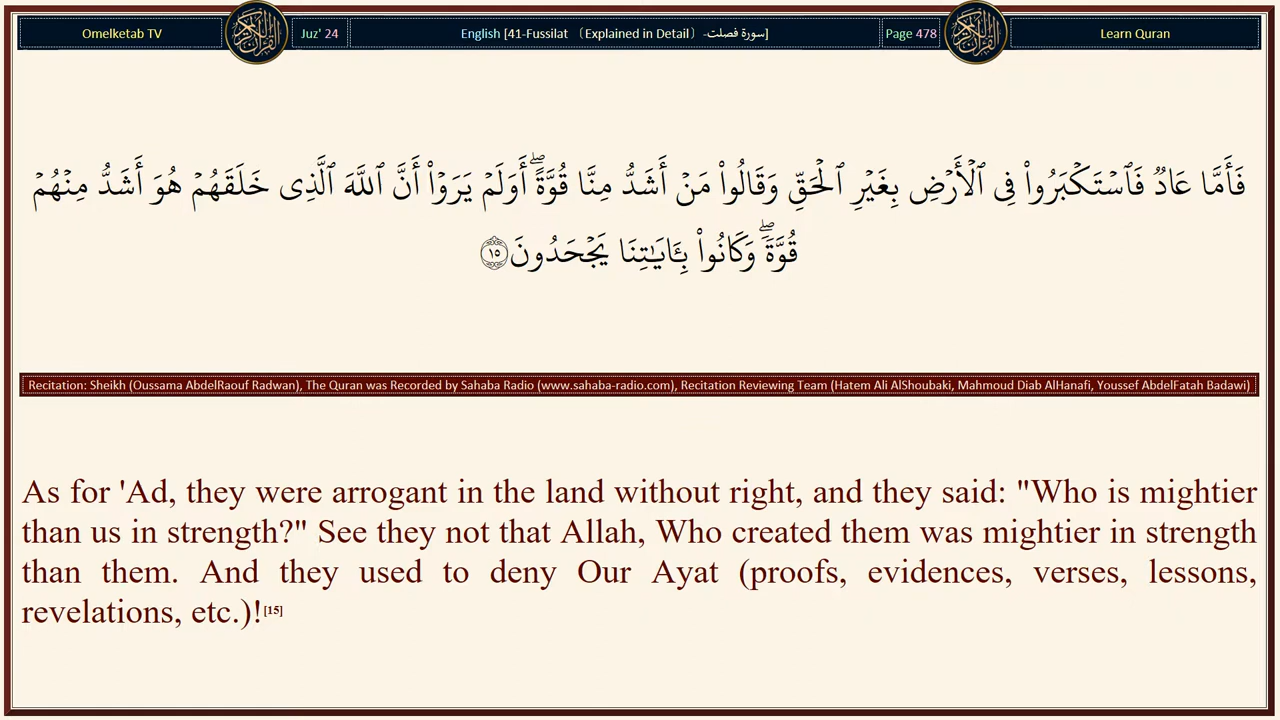 Omelketab TV
Juz' 24
English [41-Fussilat (Explained in Detail) -سورة فصلت]
Page 478
Learn Quran
فَأَمَّا عَادٌ فَٱسۡتَكۡبَرُواْ فِي ٱلۡأَرۡضِ بِغَيۡرِ ٱلۡحَقِّ وَقَالُواْ مَنۡ أَشَدُّ مِنَّا قُوَّةًۖ أَوَلَمۡ يَرَوۡاْ أَنَّ ٱللَّهَ ٱلَّذِي خَلَقَهُمۡ هُوَ أَشَدُّ مِنۡهُمۡ
قُوَّةٗۖ وَكَانُواْ بِـَٔايَٰتِنَا يَجۡحَدُونَ ١٥
Recitation: Sheikh (Oussama AbdelRaouf Radwan), The Quran was Recorded by Sahaba Radio (www.sahaba-radio.com), Recitation Reviewing Team (Hatem Ali AlShoubaki, Mahmoud Diab AlHanafi, Youssef AbdelFatah Badawi)
As for 'Ad, they were arrogant in the land without right, and they said: "Who is mightier
than us in strength?" See they not that Allah, Who created them was mightier in strength
than them. And they used to deny Our Ayat (proofs, evidences, verses, lessons,
revelations, etc.)![15]